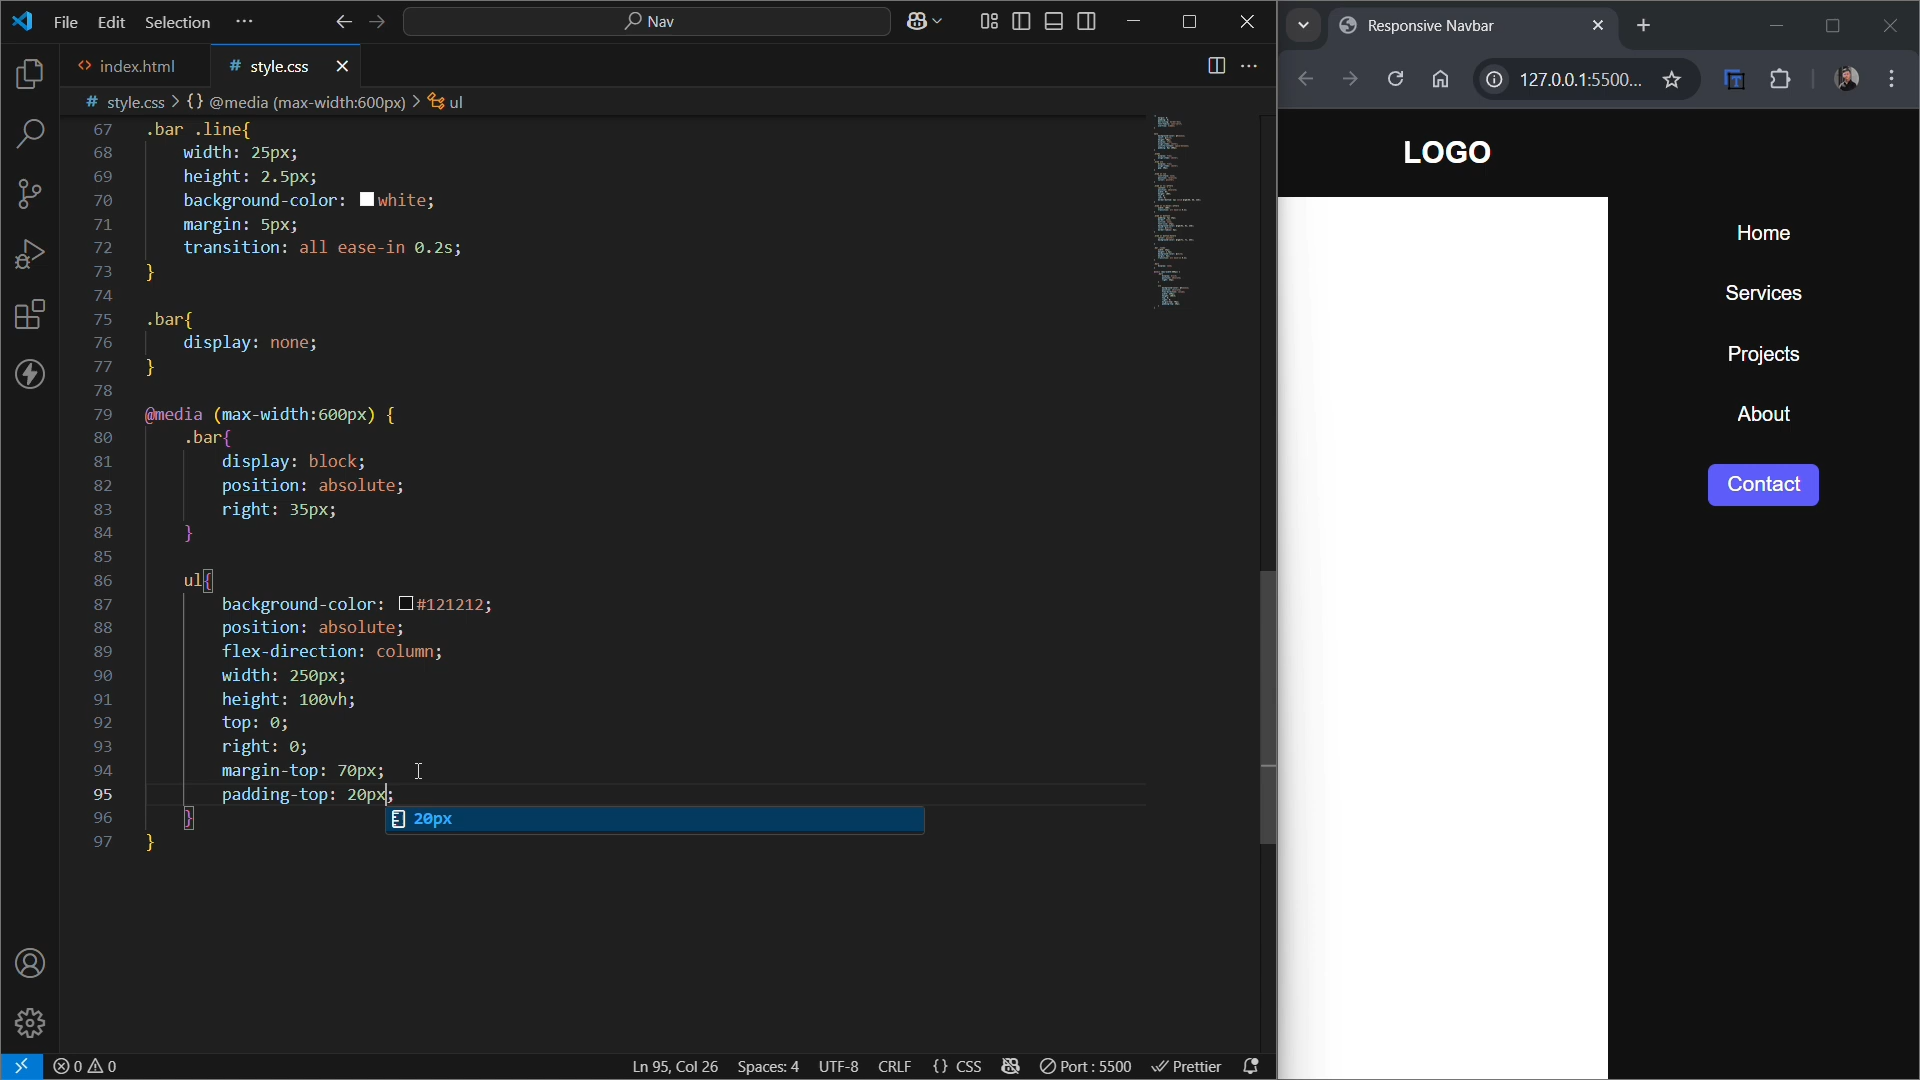 File Edit Selection ··· Nav
index.html # style.css
# style.css > {} @media (max-width:600px) > ul
67 .bar .line{
68 width: 25px;
69 height: 2.5px;
70 background-color: white;
71 margin: 5px;
72 transition: all ease-in 0.2s;
73 }
74
75 .bar{
76 display: none;
77 }
78
79 @media (max-width:600px) {
80 .bar{
81 display: block;
82 position: absolute;
83 right: 35px;
84 }
85
86 ul{
87 background-color: #121212;
88 position: absolute;
89 flex-direction: column;
90 width: 250px;
91 height: 100vh;
92 top: 0;
93 right: 0;
94 margin-top: 70px;
95 padding-top: 20px;
96 }
20px
97 }
0 0 Ln 95, Col 26 Spaces: 4 UTF-8 CRLF {} CSS Port : 5500 Prettier
Responsive Navbar
127.0.0.1:5500...
LOGO
Home
Services
Projects
About
Contact